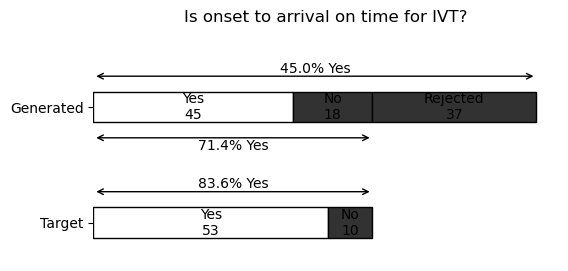 Is onset to arrival on time for IVT?
45.0% Yes
Generated
Yes
45
No
18
Rejected
37
71.4% Yes
83.6% Yes
Target
Yes
53
No
10